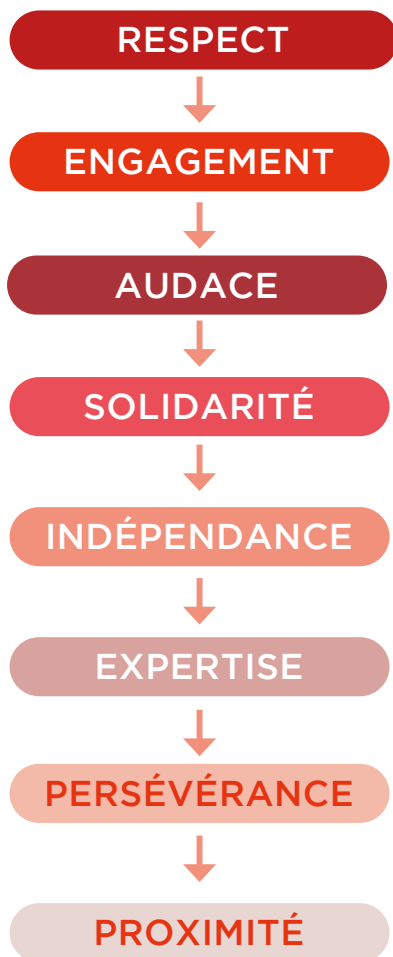 RESPECT
ENGAGEMENT
AUDACE
SOLIDARITÉ
INDÉPENDANCE
EXPERTISE
PERSÉVÉRANCE
PROXIMITÉ